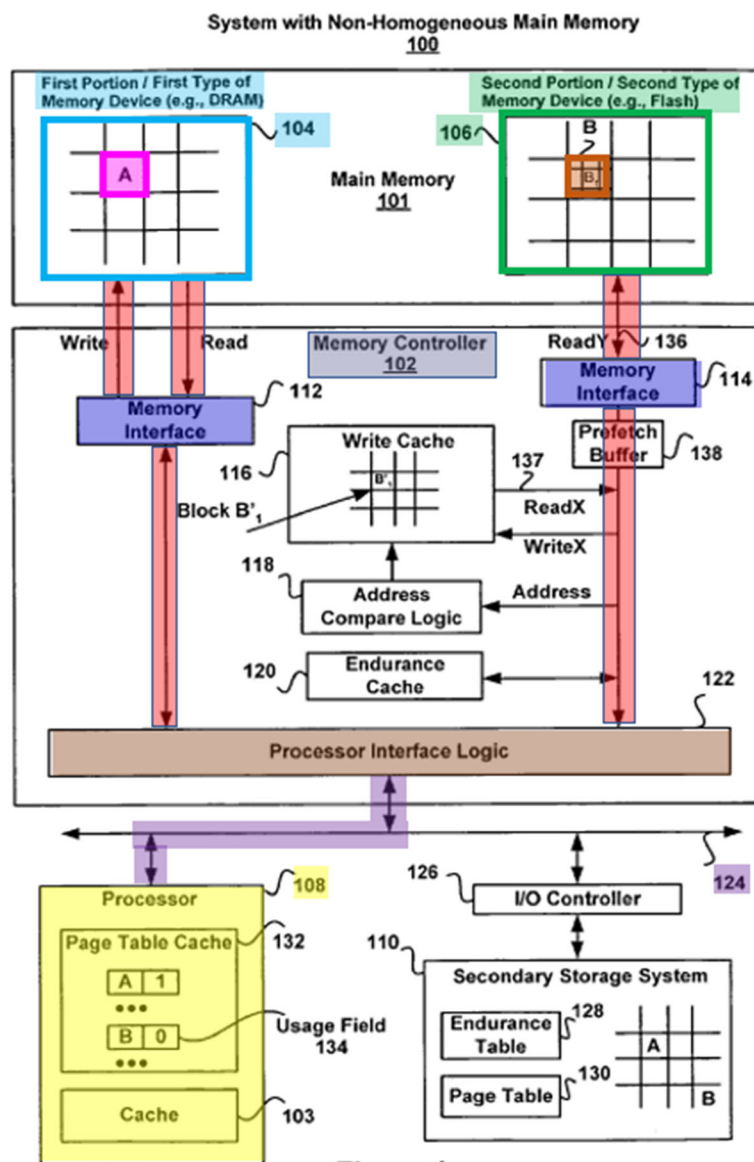 System with Non-Homogeneous Main Memory
100
First Portion / First Type of
Memory Device (e.g., DRAM)
Second Portion / Second Type of
Memory Device (e.g., Flash)
104
106
B
A
B₁
Main Memory
101
Write
Read
Memory Controller
102
ReadY
136
112
Memory
Interface
Memory
Interface
114
Write Cache
Prefetch
Buffer
138
116
B'₁
137
Block B'₁
ReadX
WriteX
118
Address
Compare Logic
Address
120
Endurance
Cache
122
Processor Interface Logic
108
Processor
126
I/O Controller
124
Page Table Cache
132
A 1
•••
B 0
•••
Usage Field
134
110
Secondary Storage System
Endurance
Table
128
A
Page Table
130
B
Cache
103